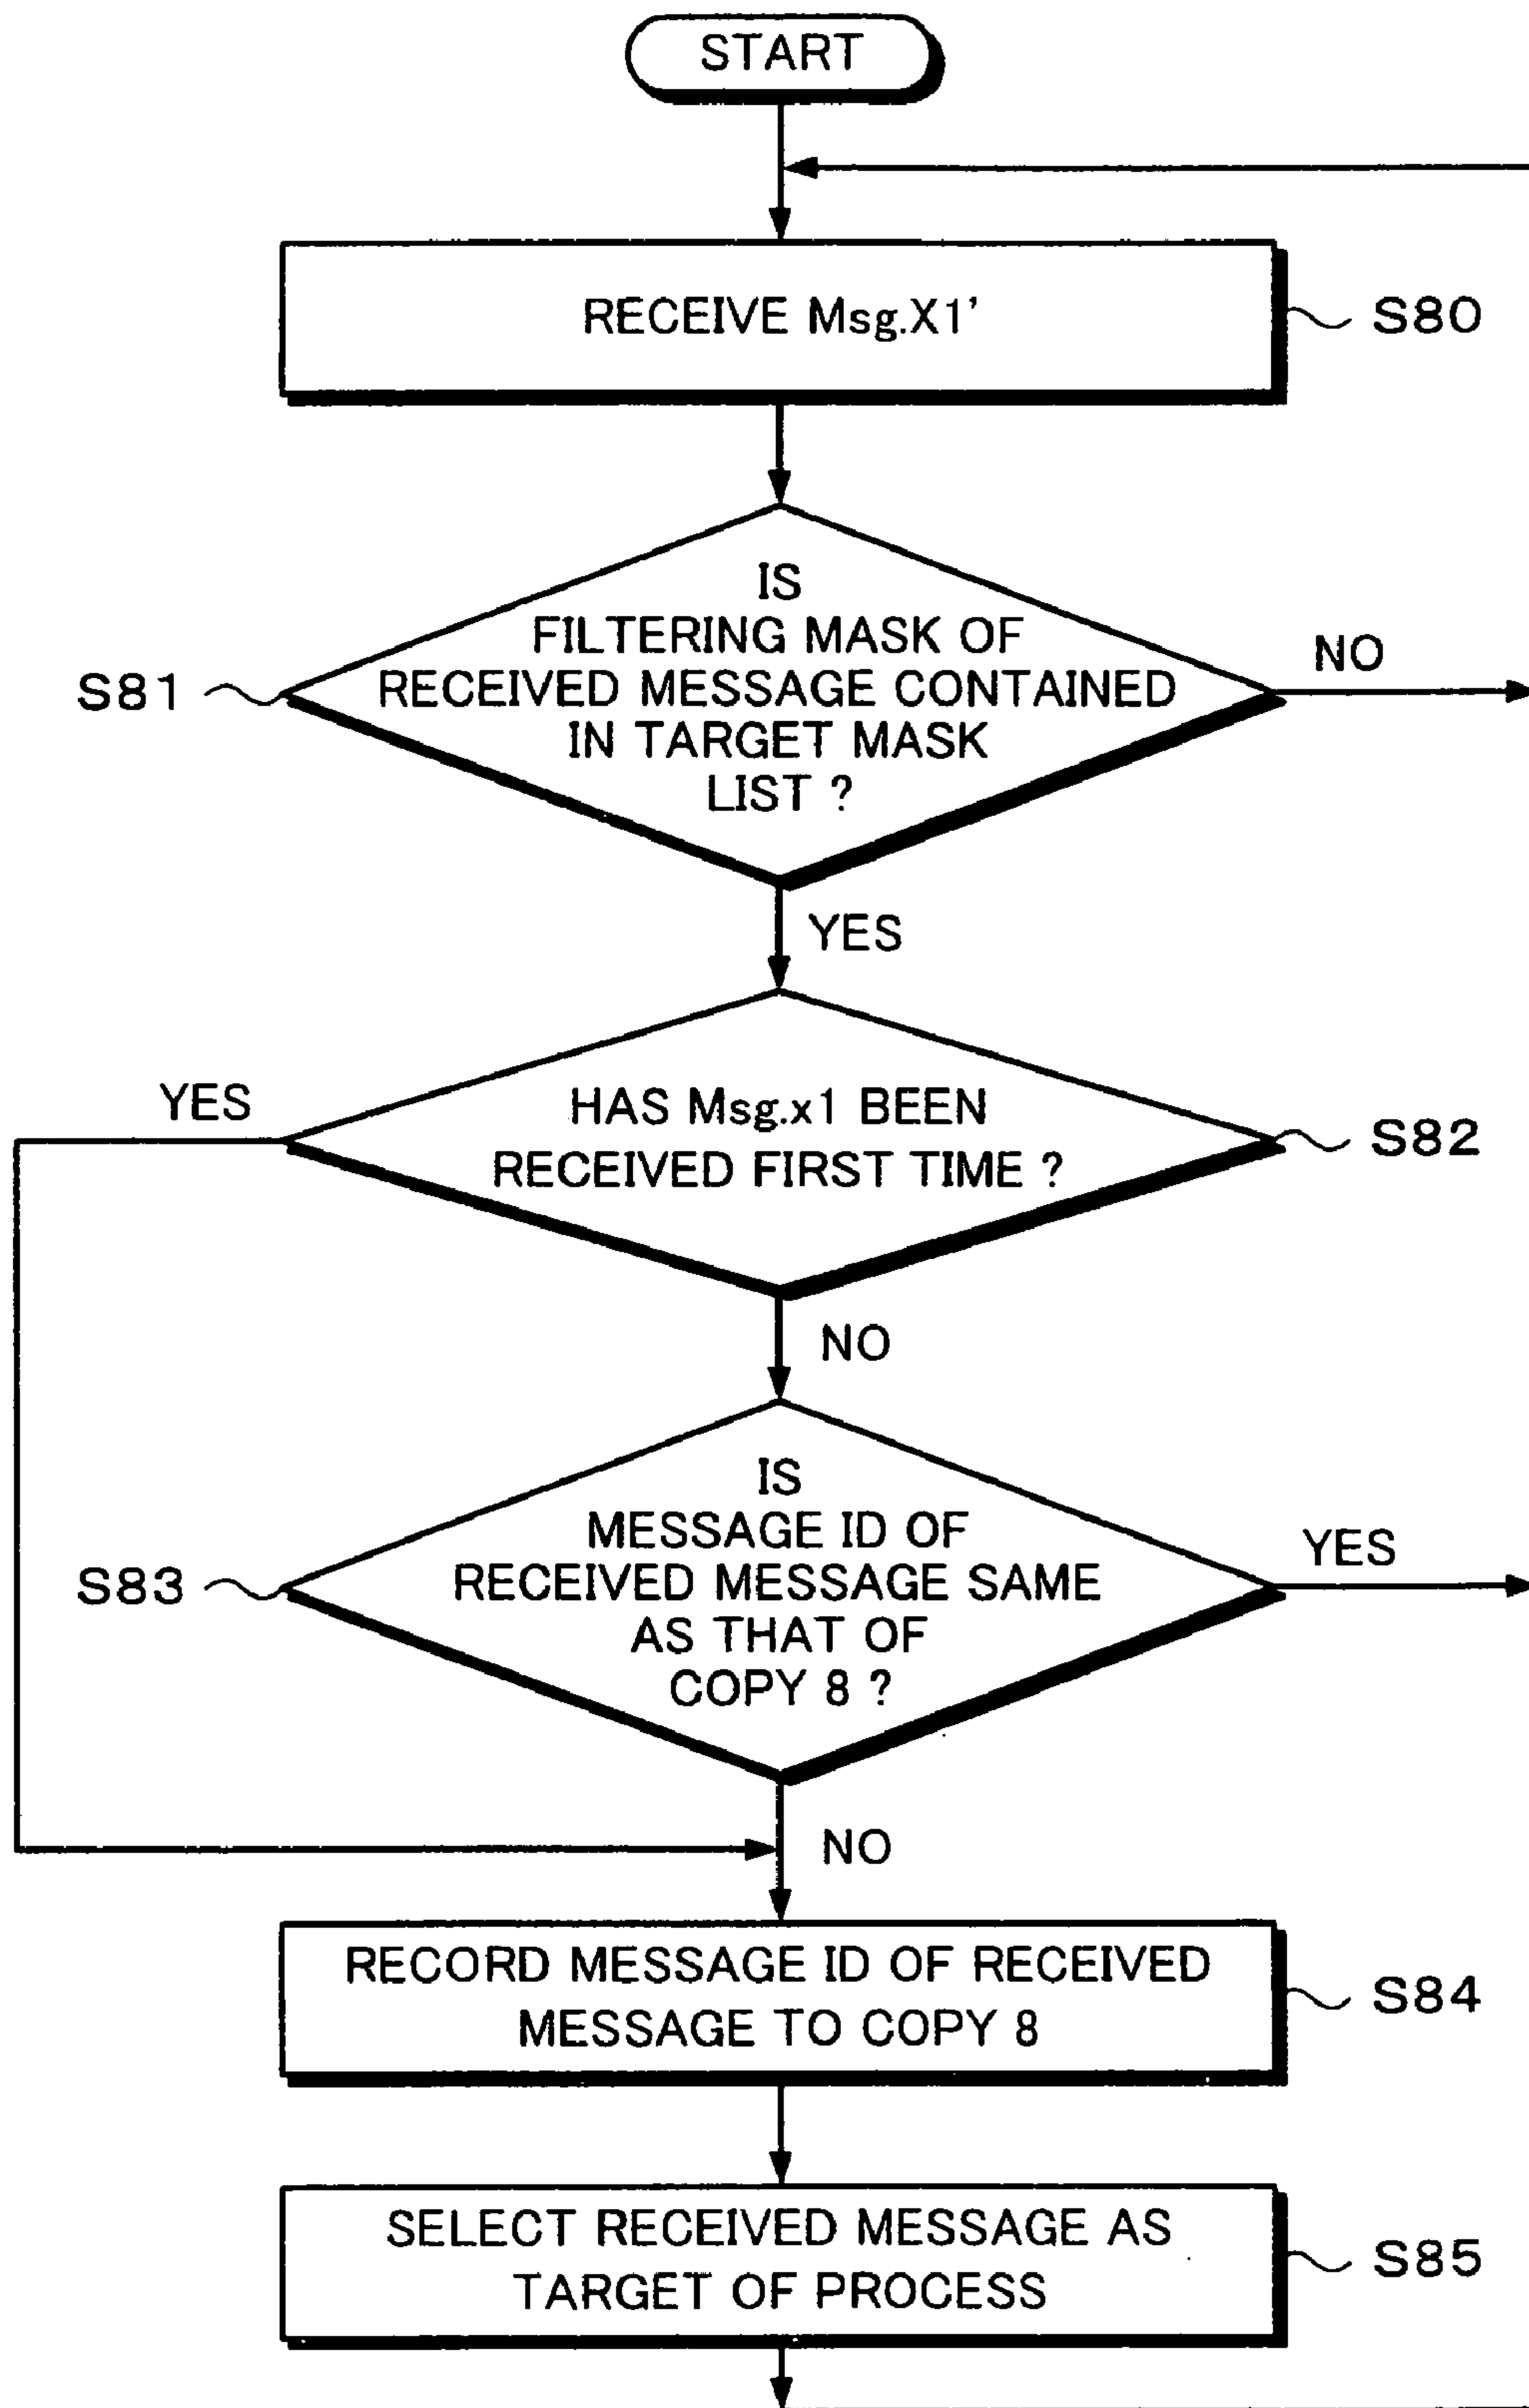 START
RECEIVE Msg.X1'
S80
IS
FILTERING MASK OF
RECEIVED MESSAGE CONTAINED
IN TARGET MASK
LIST ?
S81
NO
YES
HAS Msg.x1 BEEN
RECEIVED FIRST TIME ?
S82
YES
NO
IS
MESSAGE ID OF
RECEIVED MESSAGE SAME
AS THAT OF
COPY 8 ?
S83
YES
NO
RECORD MESSAGE ID OF RECEIVED
MESSAGE TO COPY 8
S84
SELECT RECEIVED MESSAGE AS
TARGET OF PROCESS
S85